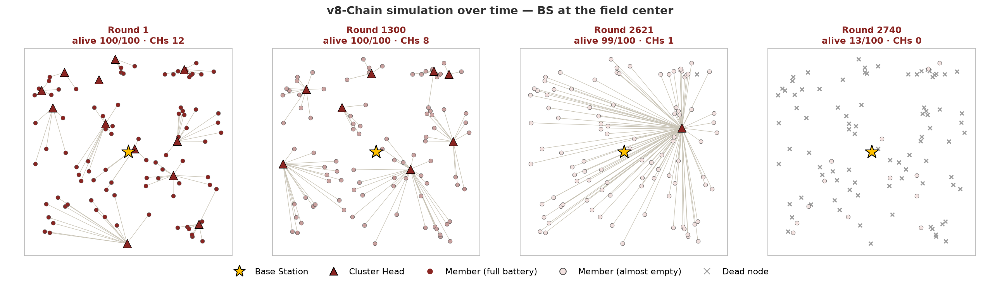 v8-Chain simulation over time — BS at the field center
Round 1
alive 100/100 · CHs 12
Round 1300
alive 100/100 · CHs 8
Round 2621
alive 99/100 · CHs 1
Round 2740
alive 13/100 · CHs 0
Base Station
Cluster Head
Member (full battery)
Member (almost empty)
Dead node